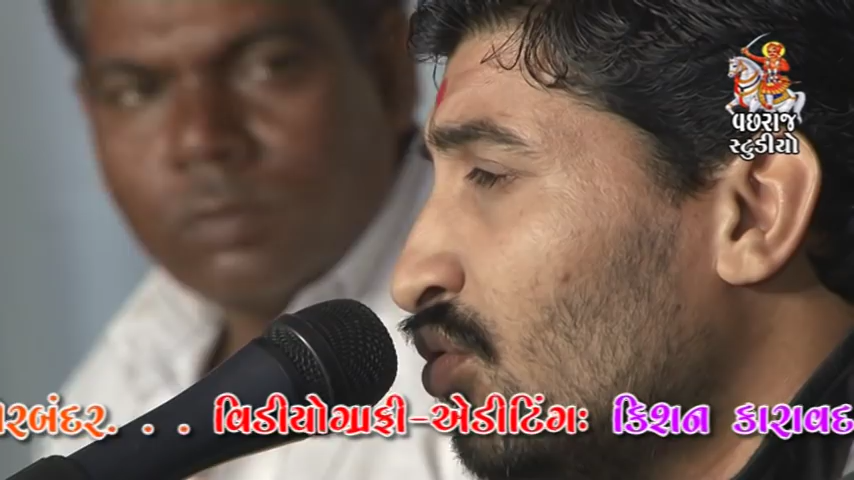 વછરાજ
સ્ટુડીયો
રબંદર. . . વિડીયોગ્રાફી-એડીટિંગઃ કિશન કારાવદ